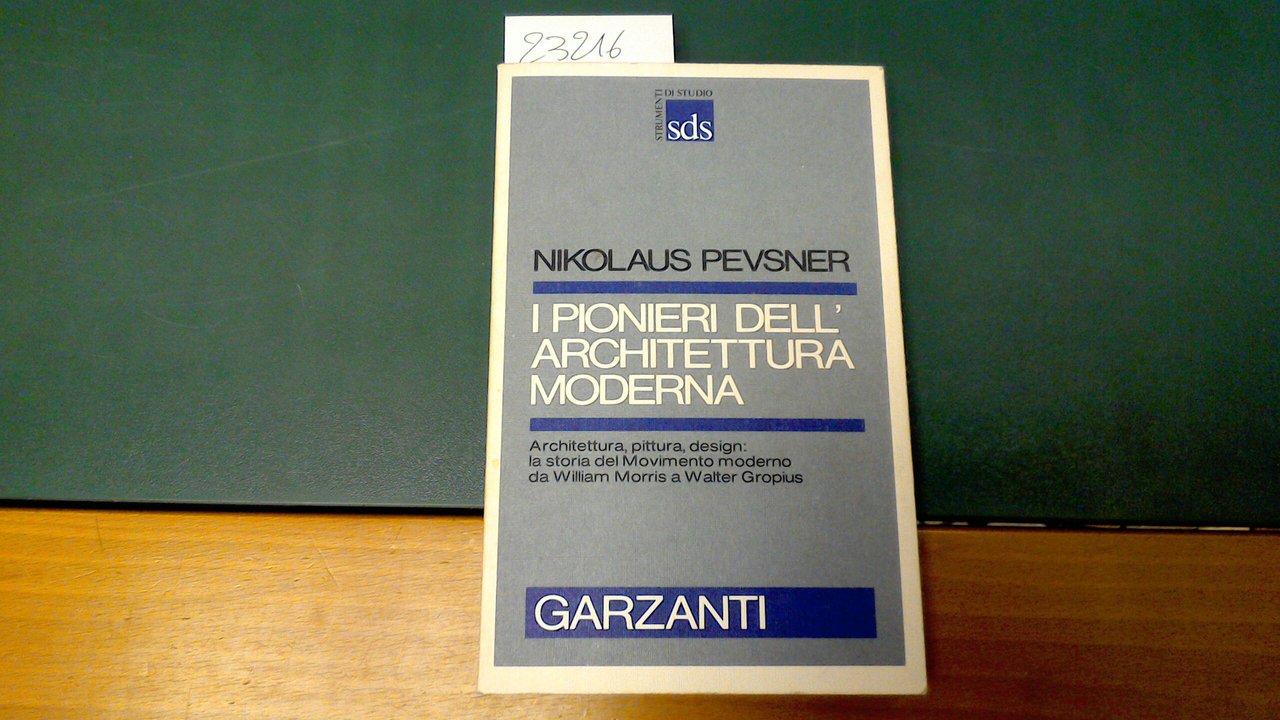 23216
STRUMENTI
DI STUDIO
sds
NIKOLAUS PEVSNER
I PIONIERI DELL'
ARCHITETTURA
MODERNA
Architettura, pittura, design:
la storia del Movimento moderno
da William Morris a Walter Gropius
GARZANTI